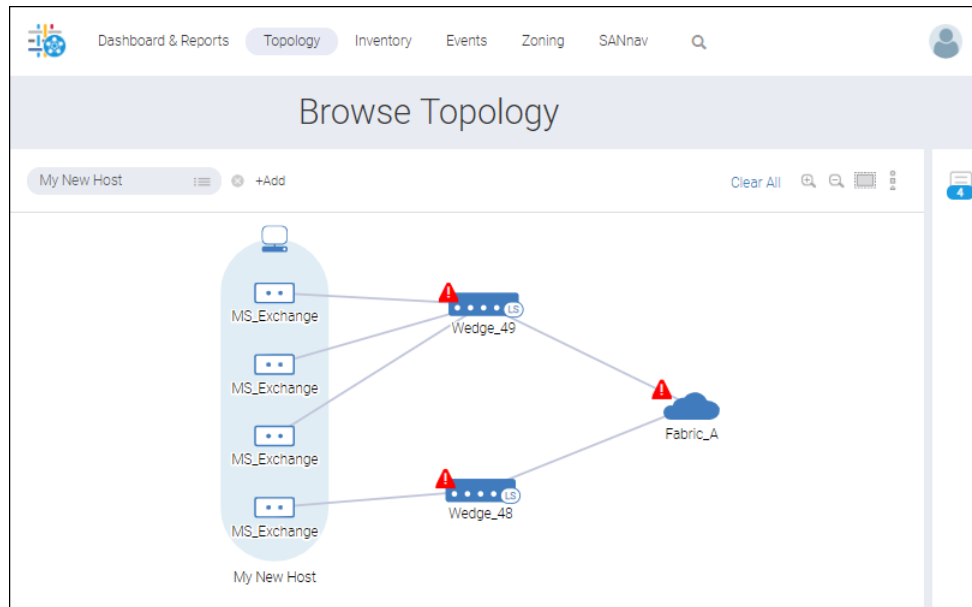 Dashboard & Reports Topology Inventory Events Zoning SANnav
Browse Topology
My New Host +Add Clear All
4
MS_Exchange
LS
Wedge_49
MS_Exchange
Fabric_A
MS_Exchange
LS
Wedge_48
MS_Exchange
My New Host